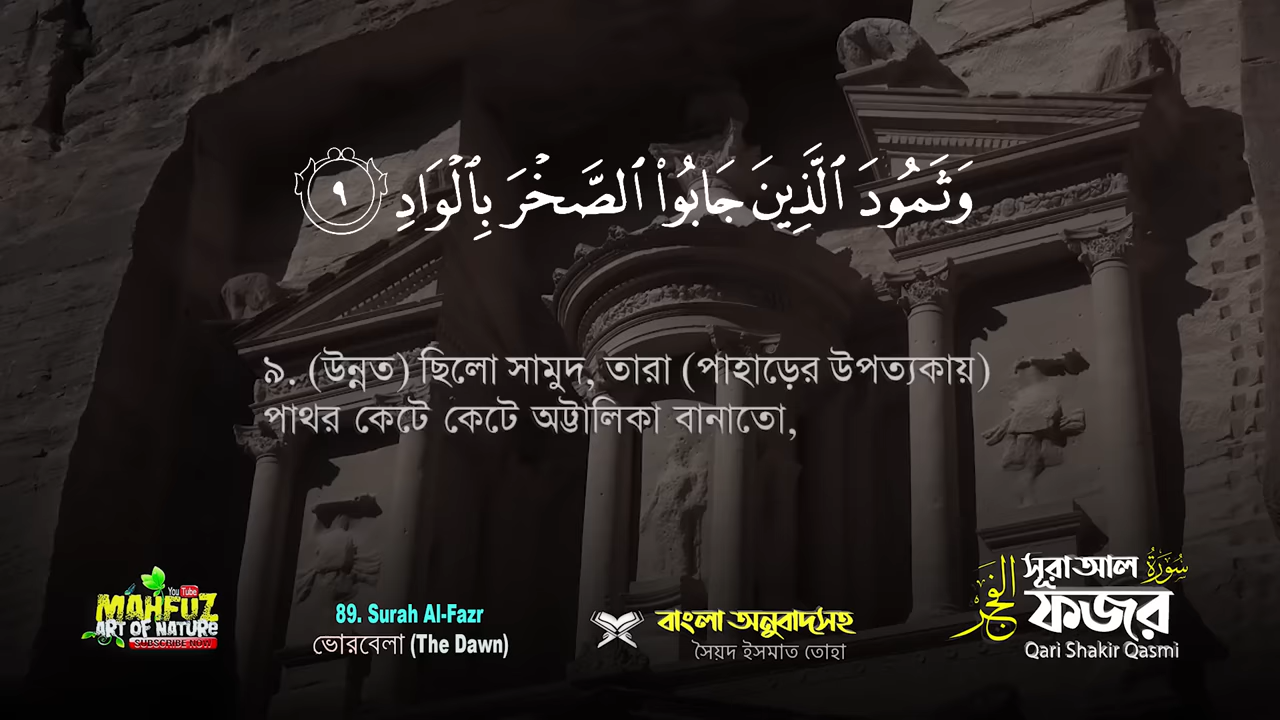 وَثَمُودَ ٱلَّذِينَ جَابُوا۟ ٱلصَّخْرَ بِٱلْوَادِ ٩
৯. (উন্নত) ছিলো সামুদ, তারা (পাহাড়ের উপত্যকায়)
পাথর কেটে কেটে অট্টালিকা বানাতো,
YouTube
MAHFUZ
ART OF NATURe
SUBSCRIBE NOW
89. Surah Al-Fazr
ভোরবেলা (The Dawn)
বাংলা অনুবাদসহ
সৈয়দ ইসমাত তোহা
সূরা আল سُورَةُ
ফজর الفَجْر
Qari Shakir Qasmi